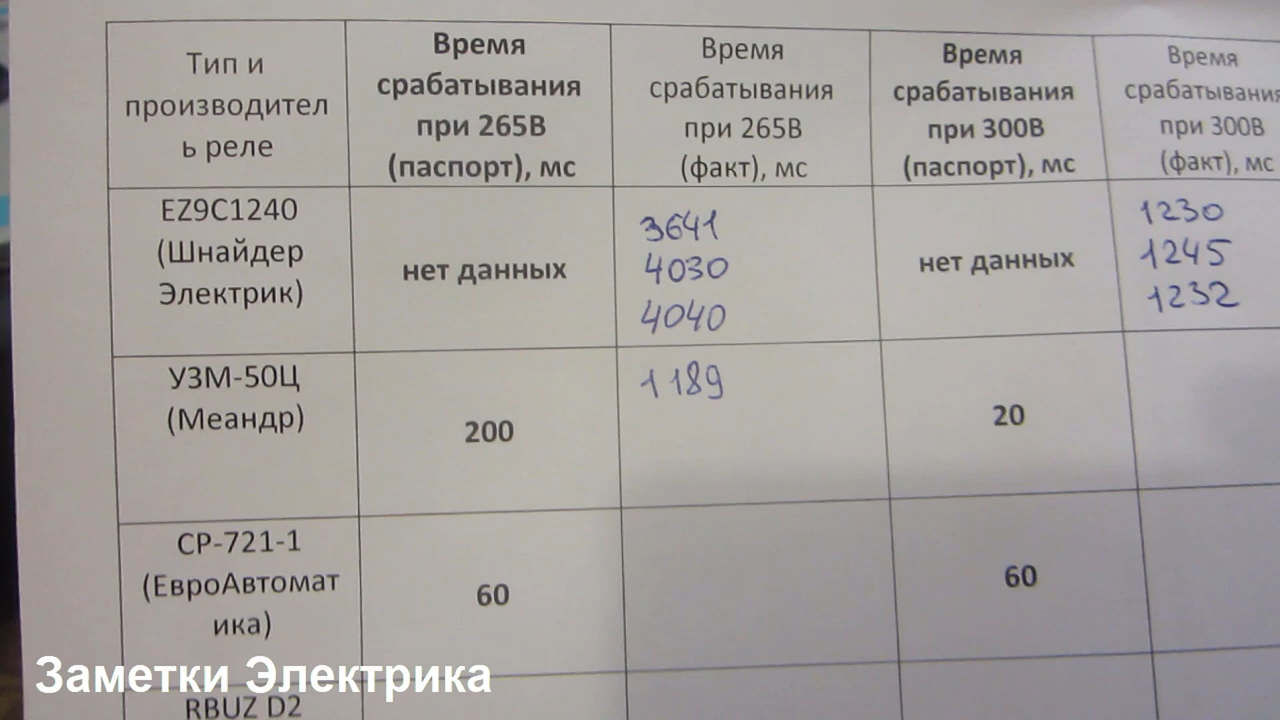 Тип и
производител
ь реле
Время
срабатывания
при 265В
(паспорт), мс
Время
срабатывания
при 265В
(факт), мс
Время
срабатывания
при 300В
(паспорт), мс
Время
срабатывания
при 300В
(факт), мс
EZ9C1240
(Шнайдер
Электрик)
нет данных
3641
4030
4040
нет данных
1230
1245
1232
УЗМ-50Ц
(Меандр)
200
1189
20
СР-721-1
(ЕвроАвтомат
ика)
60
60
RBUZ D2
Заметки Электрика